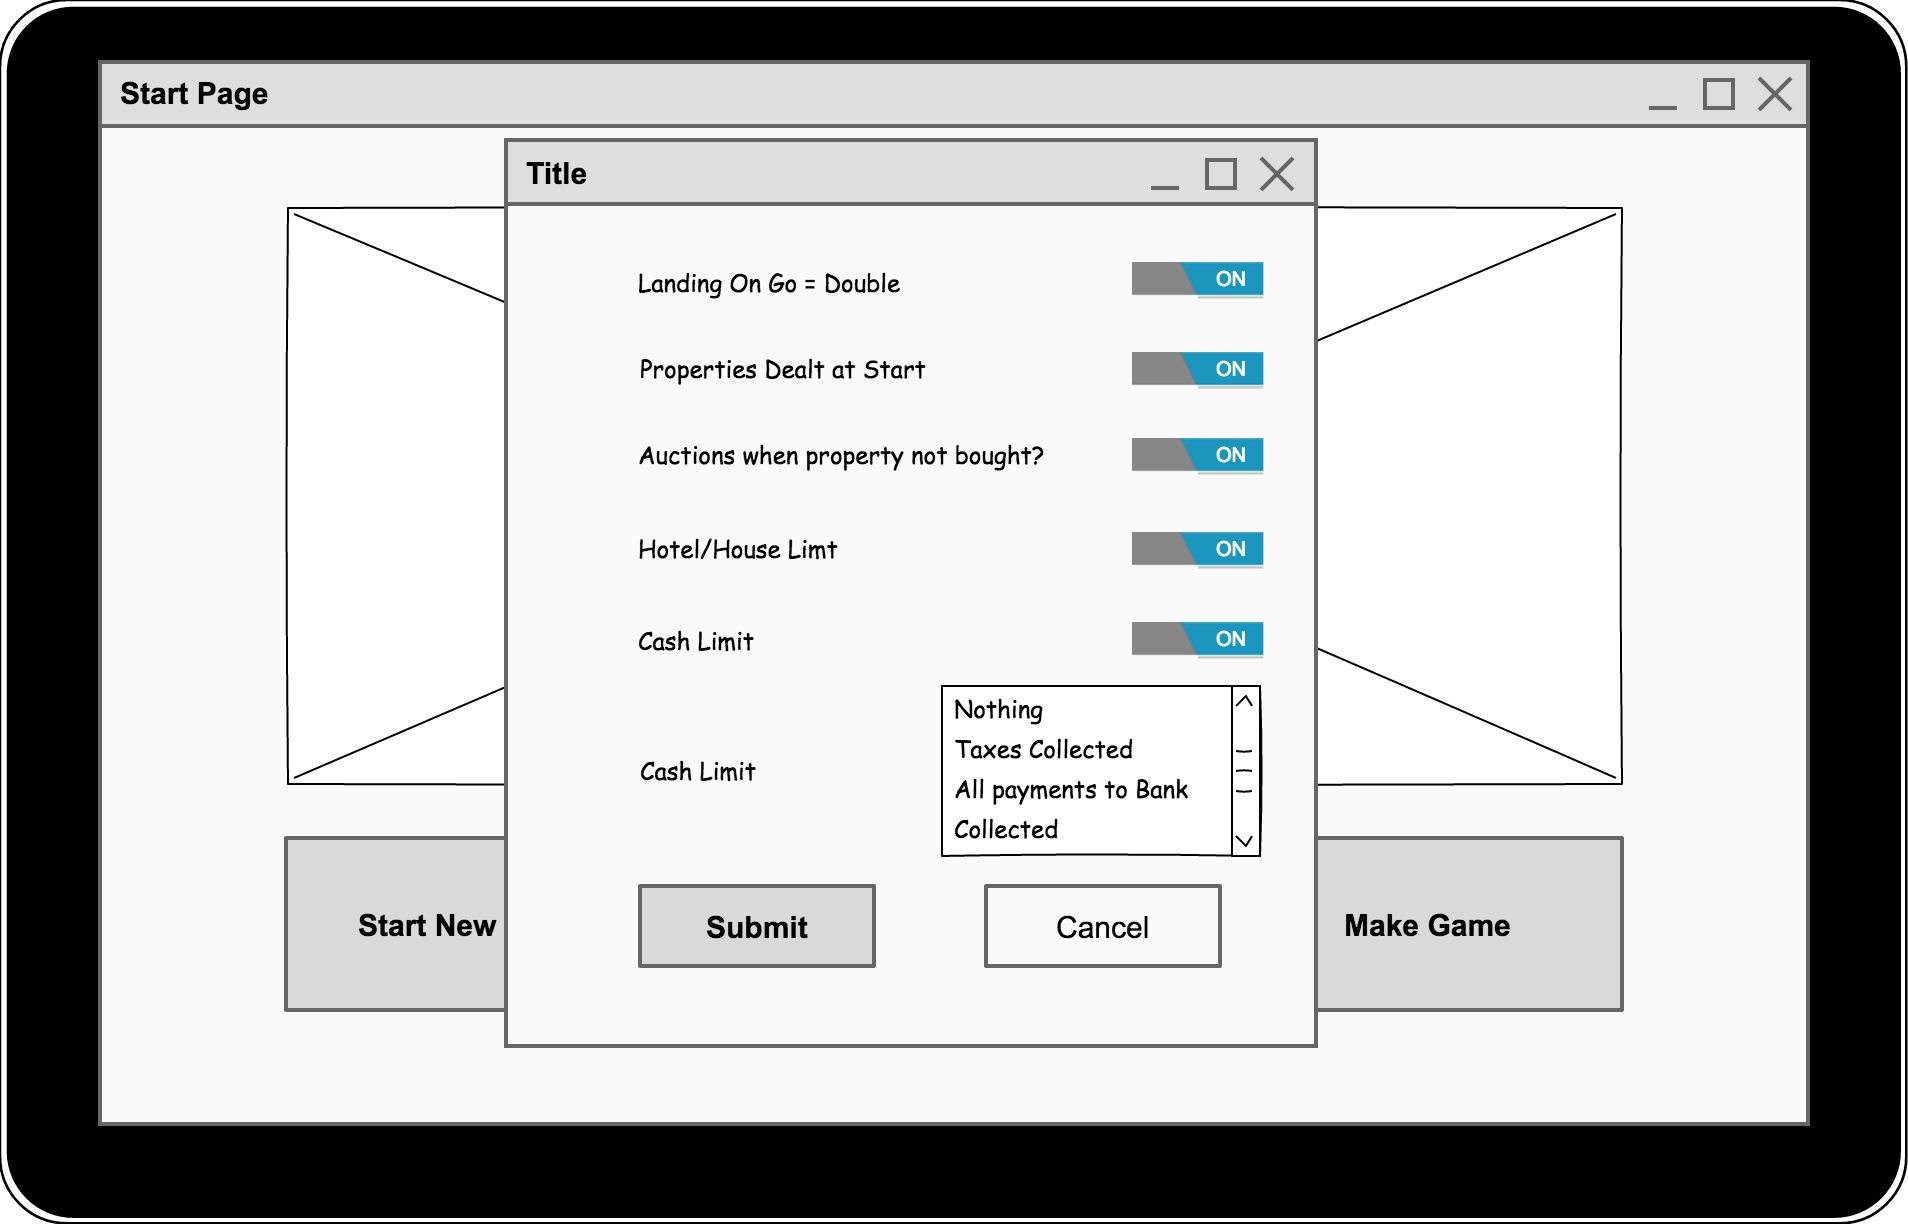 Start Page
Title
Landing On Go = Double
ON
Properties Dealt at Start
ON
Auctions when property not bought?
ON
Hotel/House Limt
ON
Cash Limit
ON
Cash Limit
Nothing
Taxes Collected
All payments to Bank
Collected
Start New
Submit
Cancel
Make Game